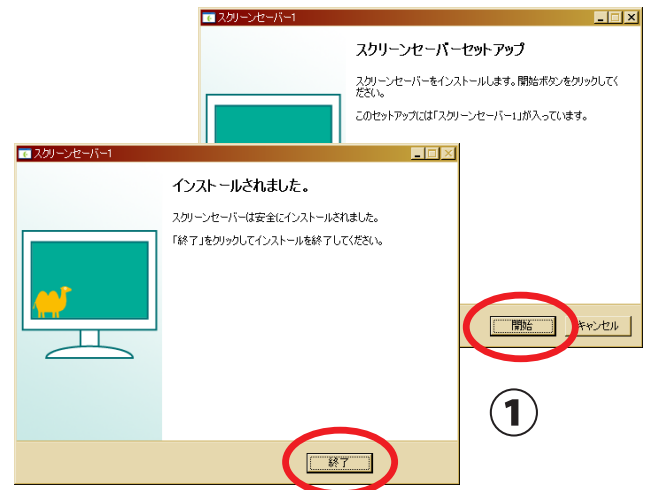 スクリーンセーバー1
スクリーンセーバーセットアップ
スクリーンセーバーをインストールします。開始ボタンをクリックしてく
ださい。
このセットアップには「スクリーンセーバー1」が入っています。
開始
キャンセル
スクリーンセーバー1
インストールされました。
スクリーンセーバーは安全にインストールされました。
「終了」をクリックしてインストールを終了してください。
終了
①